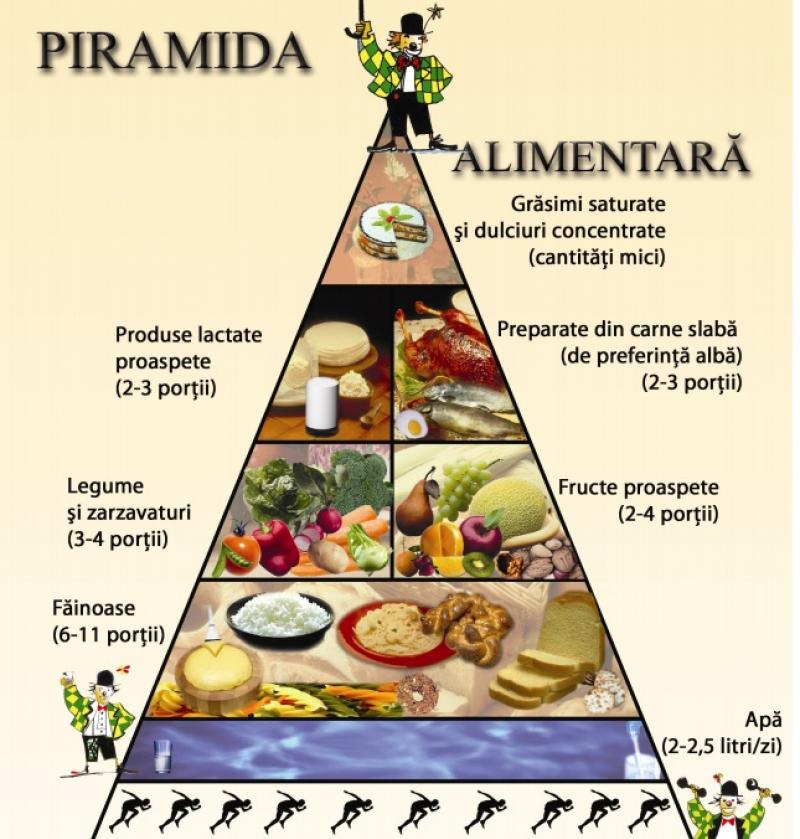 PIRAMIDA
ALIMENTARĂ
Grăsimi saturate
şi dulciuri concentrate
(cantităţi mici)
Produse lactate
proaspete
(2-3 porţii)
Preparate din carne slabă
(de preferinţă albă)
(2-3 porţii)
Legume
şi zarzavaturi
(3-4 porţii)
Fructe proaspete
(2-4 porţii)
Făinoase
(6-11 porţii)
Apă
(2-2,5 litri/zi)